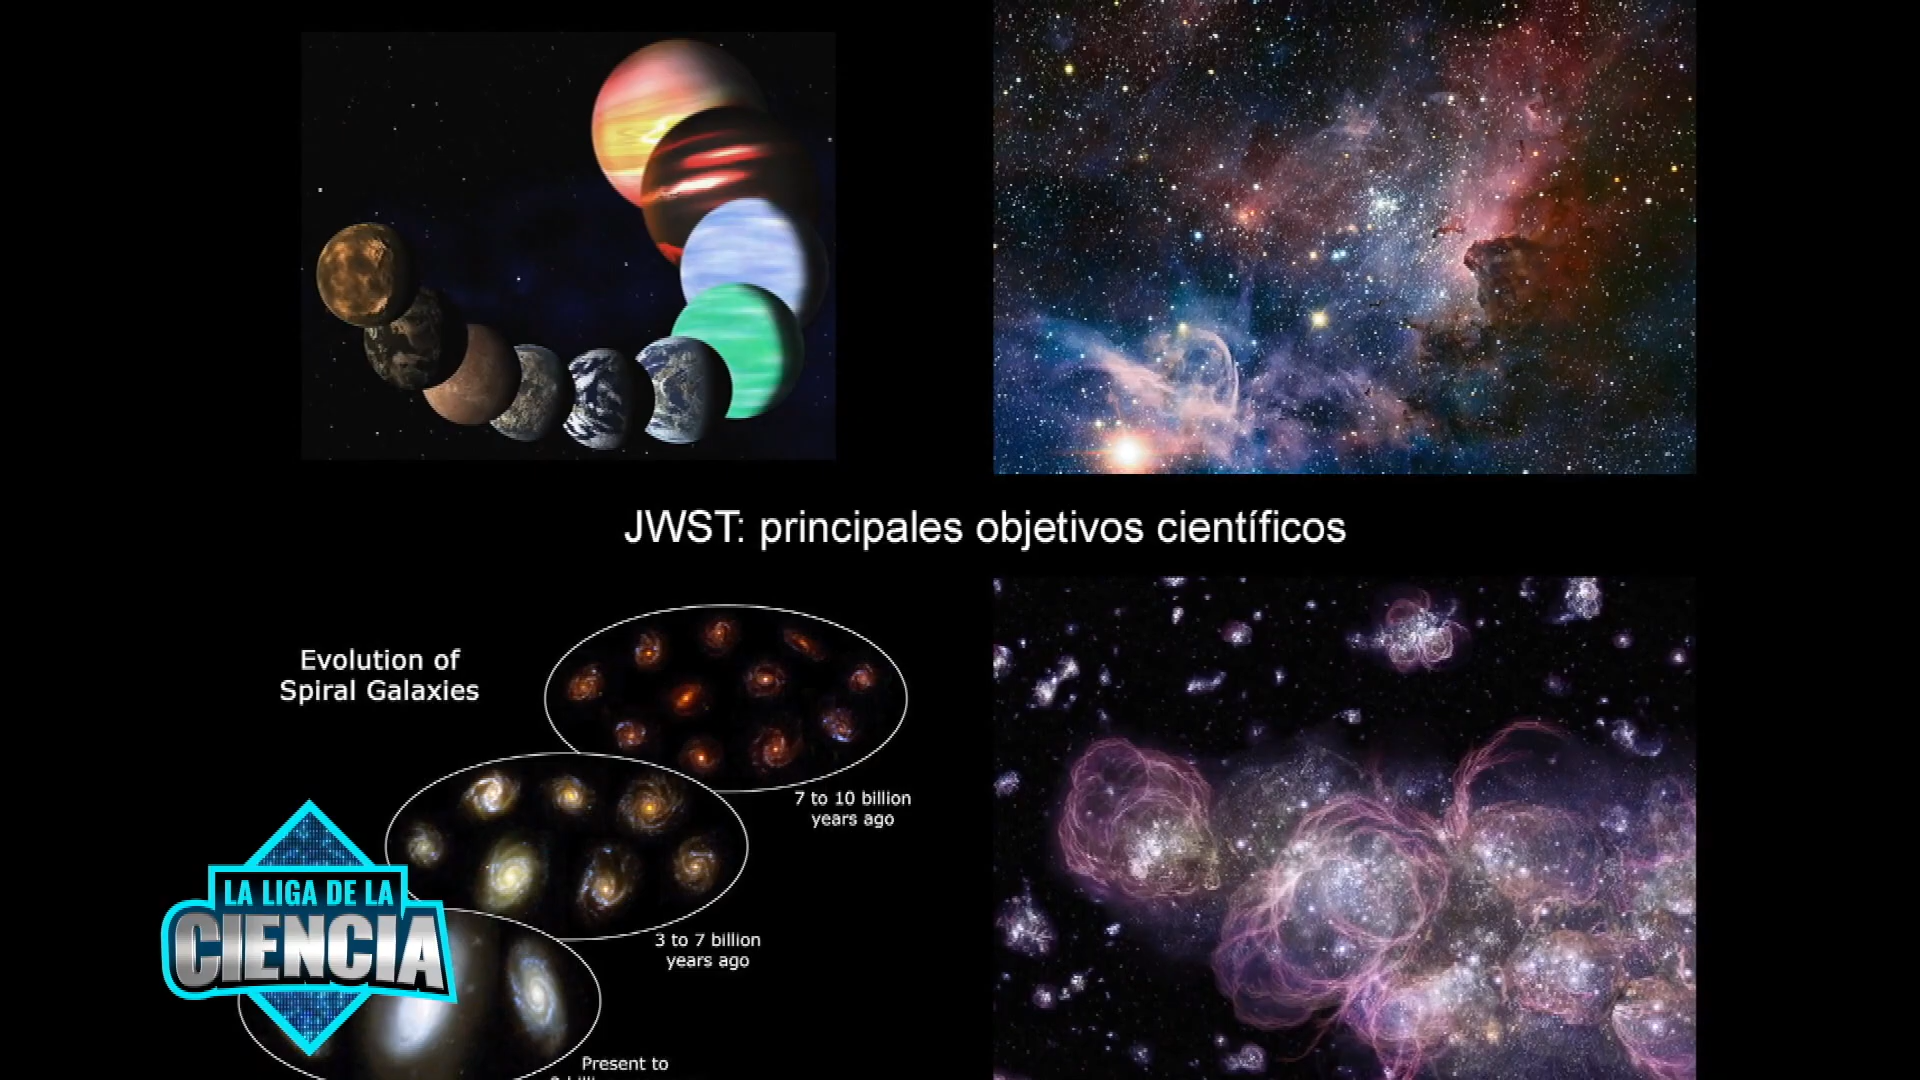 JWST: principales objetivos científicos
Evolution of
Spiral Galaxies
7 to 10 billion
years ago
3 to 7 billion
years ago
LA LIGA DE LA
CIENCIA
Present to